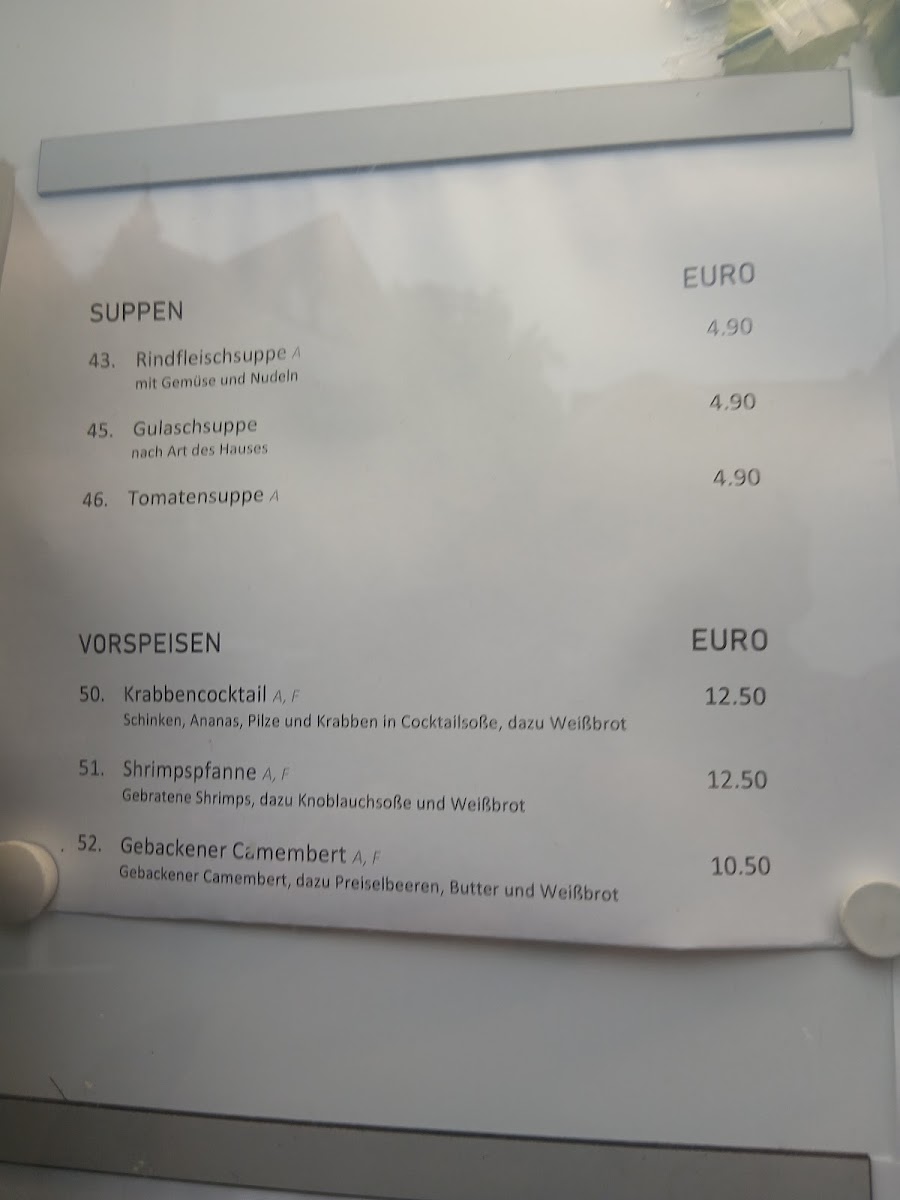 EURO
SUPPEN
43. Rindfleischsuppe A 4.90
mit Gemüse und Nudeln
45. Gulaschsuppe 4.90
nach Art des Hauses
46. Tomatensuppe A 4.90
VORSPEISEN EURO
50. Krabbencocktail A, F 12.50
Schinken, Ananas, Pilze und Krabben in Cocktailsoße, dazu Weißbrot
51. Shrimpspfanne A, F 12.50
Gebratene Shrimps, dazu Knoblauchsoße und Weißbrot
52. Gebackener Camembert A, F 10.50
Gebackener Camembert, dazu Preiselbeeren, Butter und Weißbrot